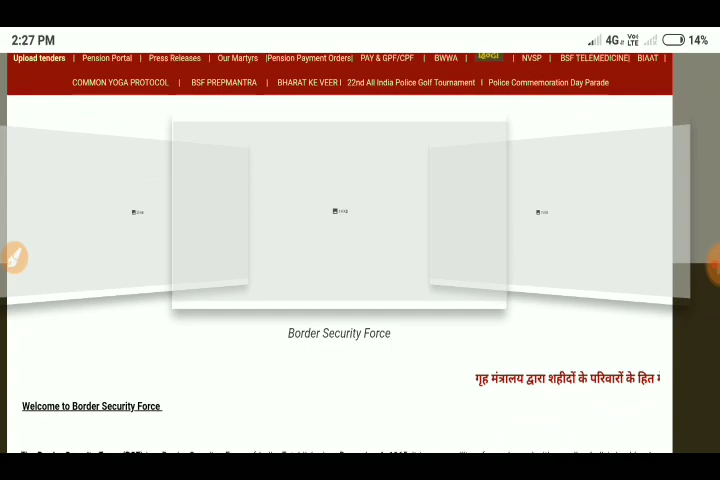 2:27 PM 4G Vo) LTE 14%
Upload tenders | Pension Portal | Press Releases | Our Martyrs |Pension Payment Orders| PAY & GPF/CPF | BWWA | | NVSP | BSF TELEMEDICINE| BIAAT |
COMMON YOGA PROTOCOL | BSF PREPMANTRA | BHARAT KE VEER I 22nd All India Police Golf Tournament I Police Commemoration Day Parade
Border Security Force
गृह मंत्रालय द्वारा शहीदों के परिवारों के हित
Welcome to Border Security Force